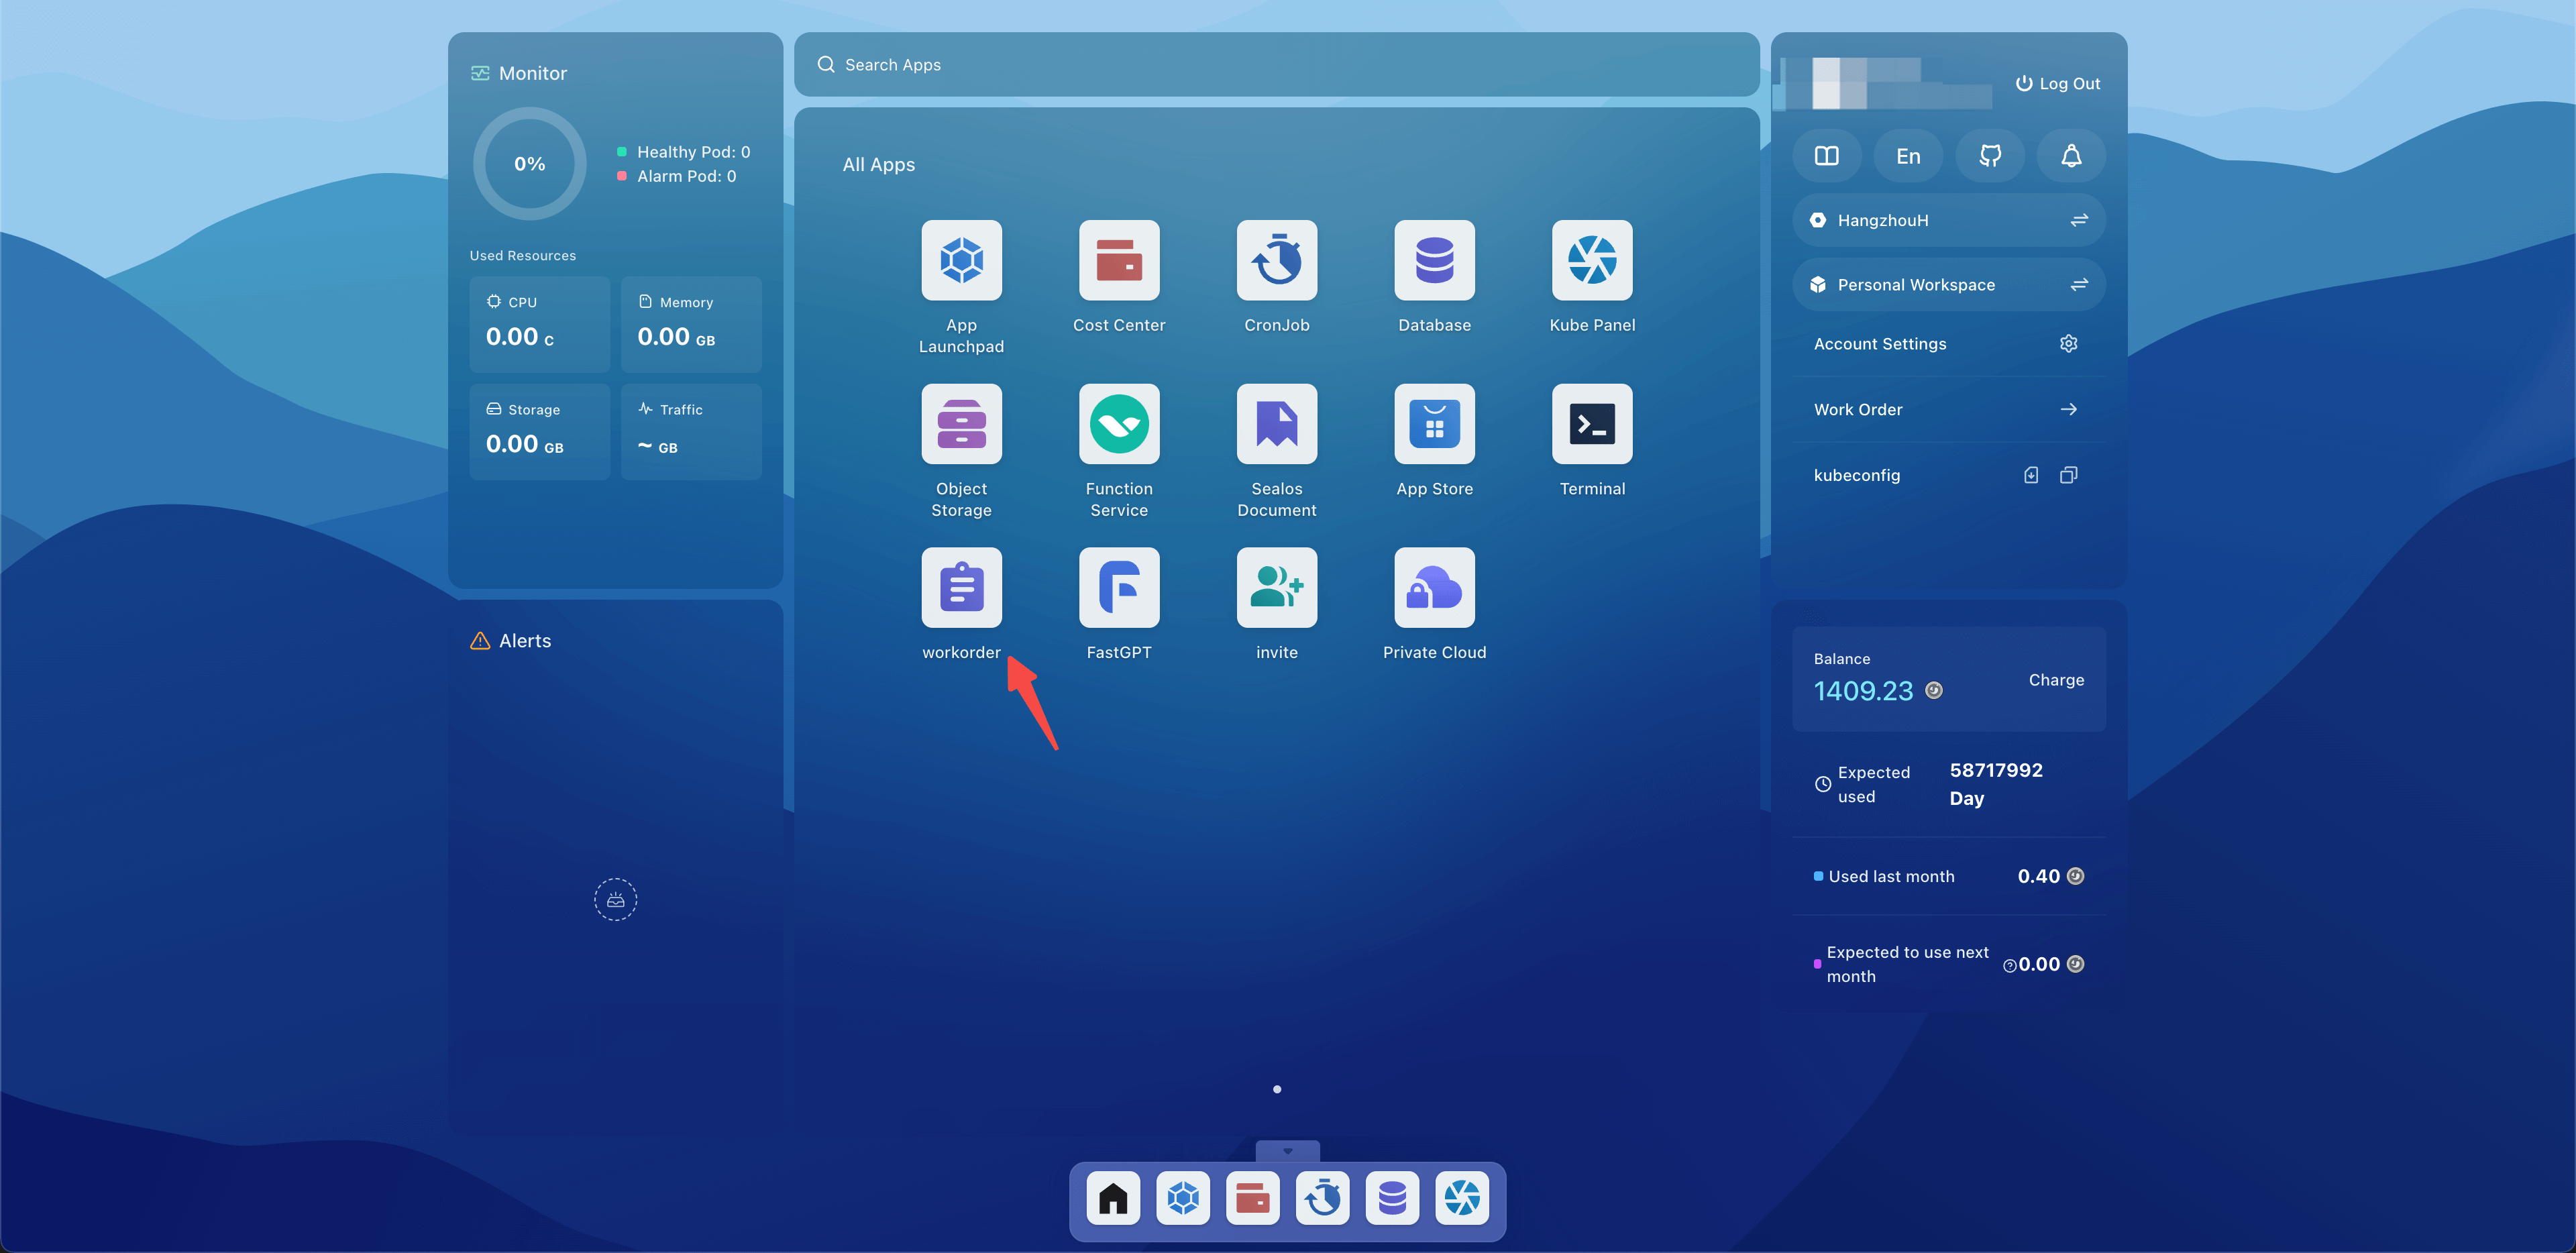 Monitor
0%
Healthy Pod: 0
Alarm Pod: 0
Used Resources
CPU
0.00 C
Memory
0.00 GB
Storage
0.00 GB
Traffic
~ GB
Alerts
Search Apps
All Apps
App
Launchpad
Cost Center
CronJob
Database
Kube Panel
Object
Storage
Function
Service
Sealos
Document
App Store
Terminal
workorder
FastGPT
invite
Private Cloud
Log Out
En
HangzhouH
Personal Workspace
Account Settings
Work Order
kubeconfig
Balance
1409.23
Charge
Expected
used
58717992
Day
Used last month
0.40
Expected to use next
month
0.00